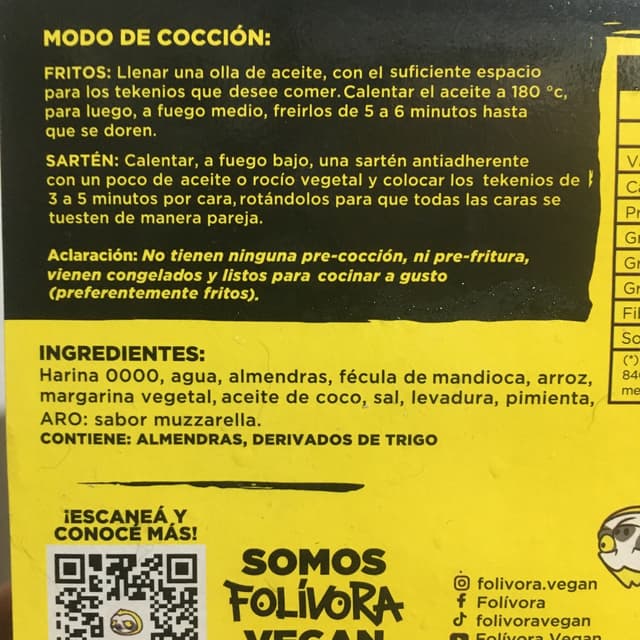 MODO DE COCCIÓN:
FRITOS: Llenar una olla de aceite, con el suficiente espacio
para los tekenios que desee comer. Calentar el aceite a 180 °c,
para luego, a fuego medio, freirlos de 5 a 6 minutos hasta
que se doren.
SARTÉN: Calentar, a fuego bajo, una sartén antiadherente
con un poco de aceite o rocío vegetal y colocar los tekenios de
3 a 5 minutos por cara, rotándolos para que todas las caras se
tuesten de manera pareja.
Aclaración: No tienen ninguna pre-cocción, ni pre-fritura,
vienen congelados y listos para cocinar a gusto
(preferentemente fritos).
INGREDIENTES:
Harina 0000, agua, almendras, fécula de mandioca, arroz,
margarina vegetal, aceite de coco, sal, levadura, pimienta,
ARO: sabor muzzarella.
CONTIENE: ALMENDRAS, DERIVADOS DE TRIGO
¡ESCANEÁ Y
CONOCÉ MÁS!
SOMOS
FOLÍVORA
VEGAN
folivora.vegan
Folívora
folivoravegan
Folívora Vegan
(*)
840